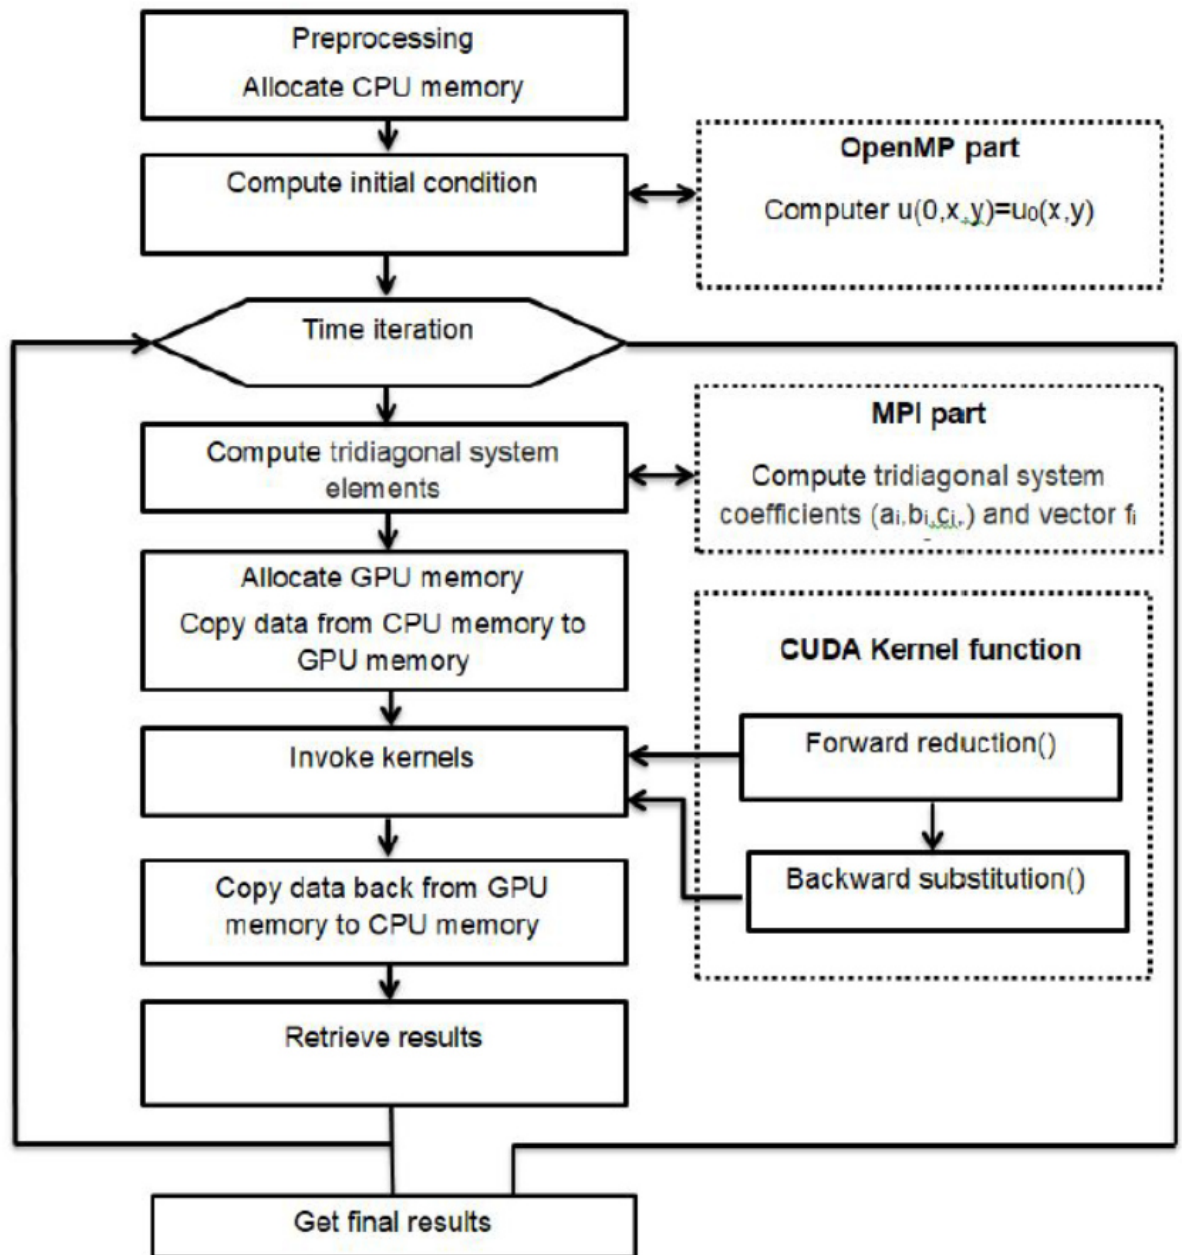 Preprocessing
Allocate CPU memory
Compute initial condition
OpenMP part
Computer u(0,x,y)=u₀(x,y)
Time iteration
Compute tridiagonal system
elements
MPI part
Compute tridiagonal system
coefficients (aᵢ,bᵢ,cᵢ,) and vector fᵢ
Allocate GPU memory
Copy data from CPU memory to
GPU memory
CUDA Kernel function
Invoke kernels
Forward reduction()
Backward substitution()
Copy data back from GPU
memory to CPU memory
Retrieve results
Get final results